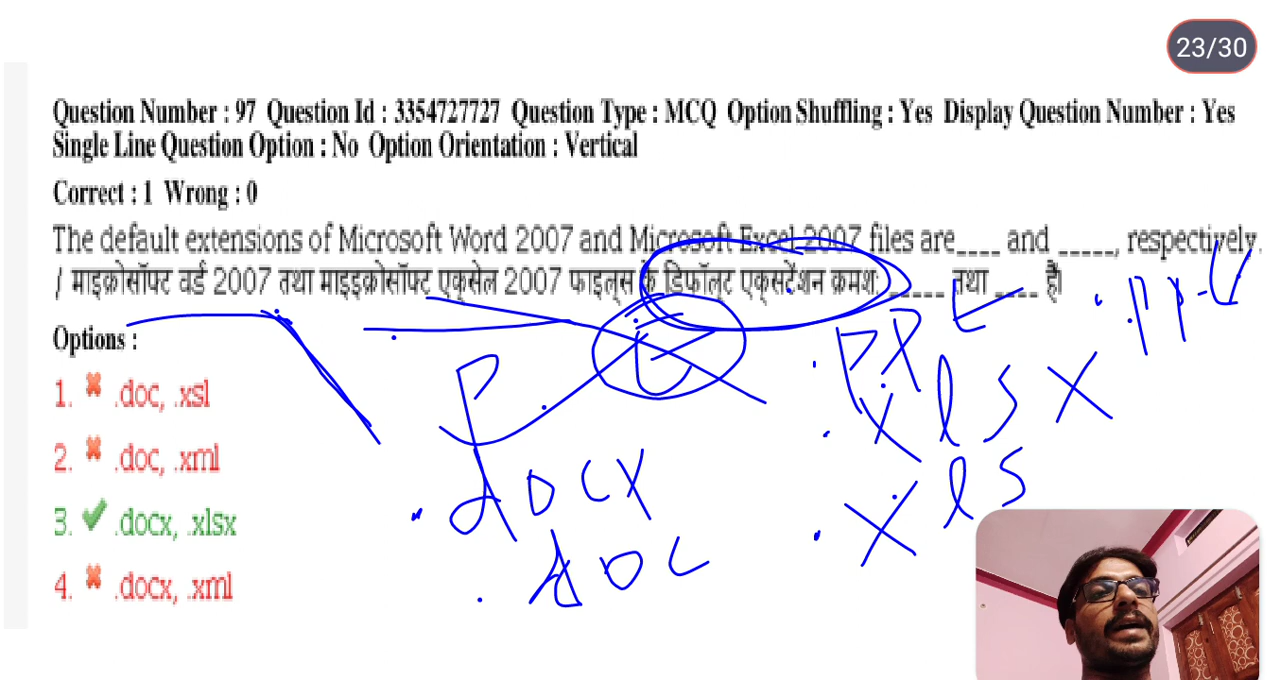 23/30
Question Number : 97 Question Id : 3354727727 Question Type : MCQ Option Shuffling : Yes Display Question Number : Yes
Single Line Question Option : No Option Orientation : Vertical
Correct : 1 Wrong : 0
The default extensions of Microsoft Word 2007 and Microsoft Excel 2007 files are____ and _____, respectively.
/ माइक्रोसॉफ्ट वर्ड 2007 तथा माइइक्रोसॉफ्ट एक्सेल 2007 फाइल्स के डिफॉल्ट एक्सटेंशन क्रमश: _____ तथा ____ हैं।
Options :
1. .doc, .xsl
2. .doc, .xml
3. .docx, .xlsx
4. .docx, .xml
.xlsx
.docx
.xls
.doc